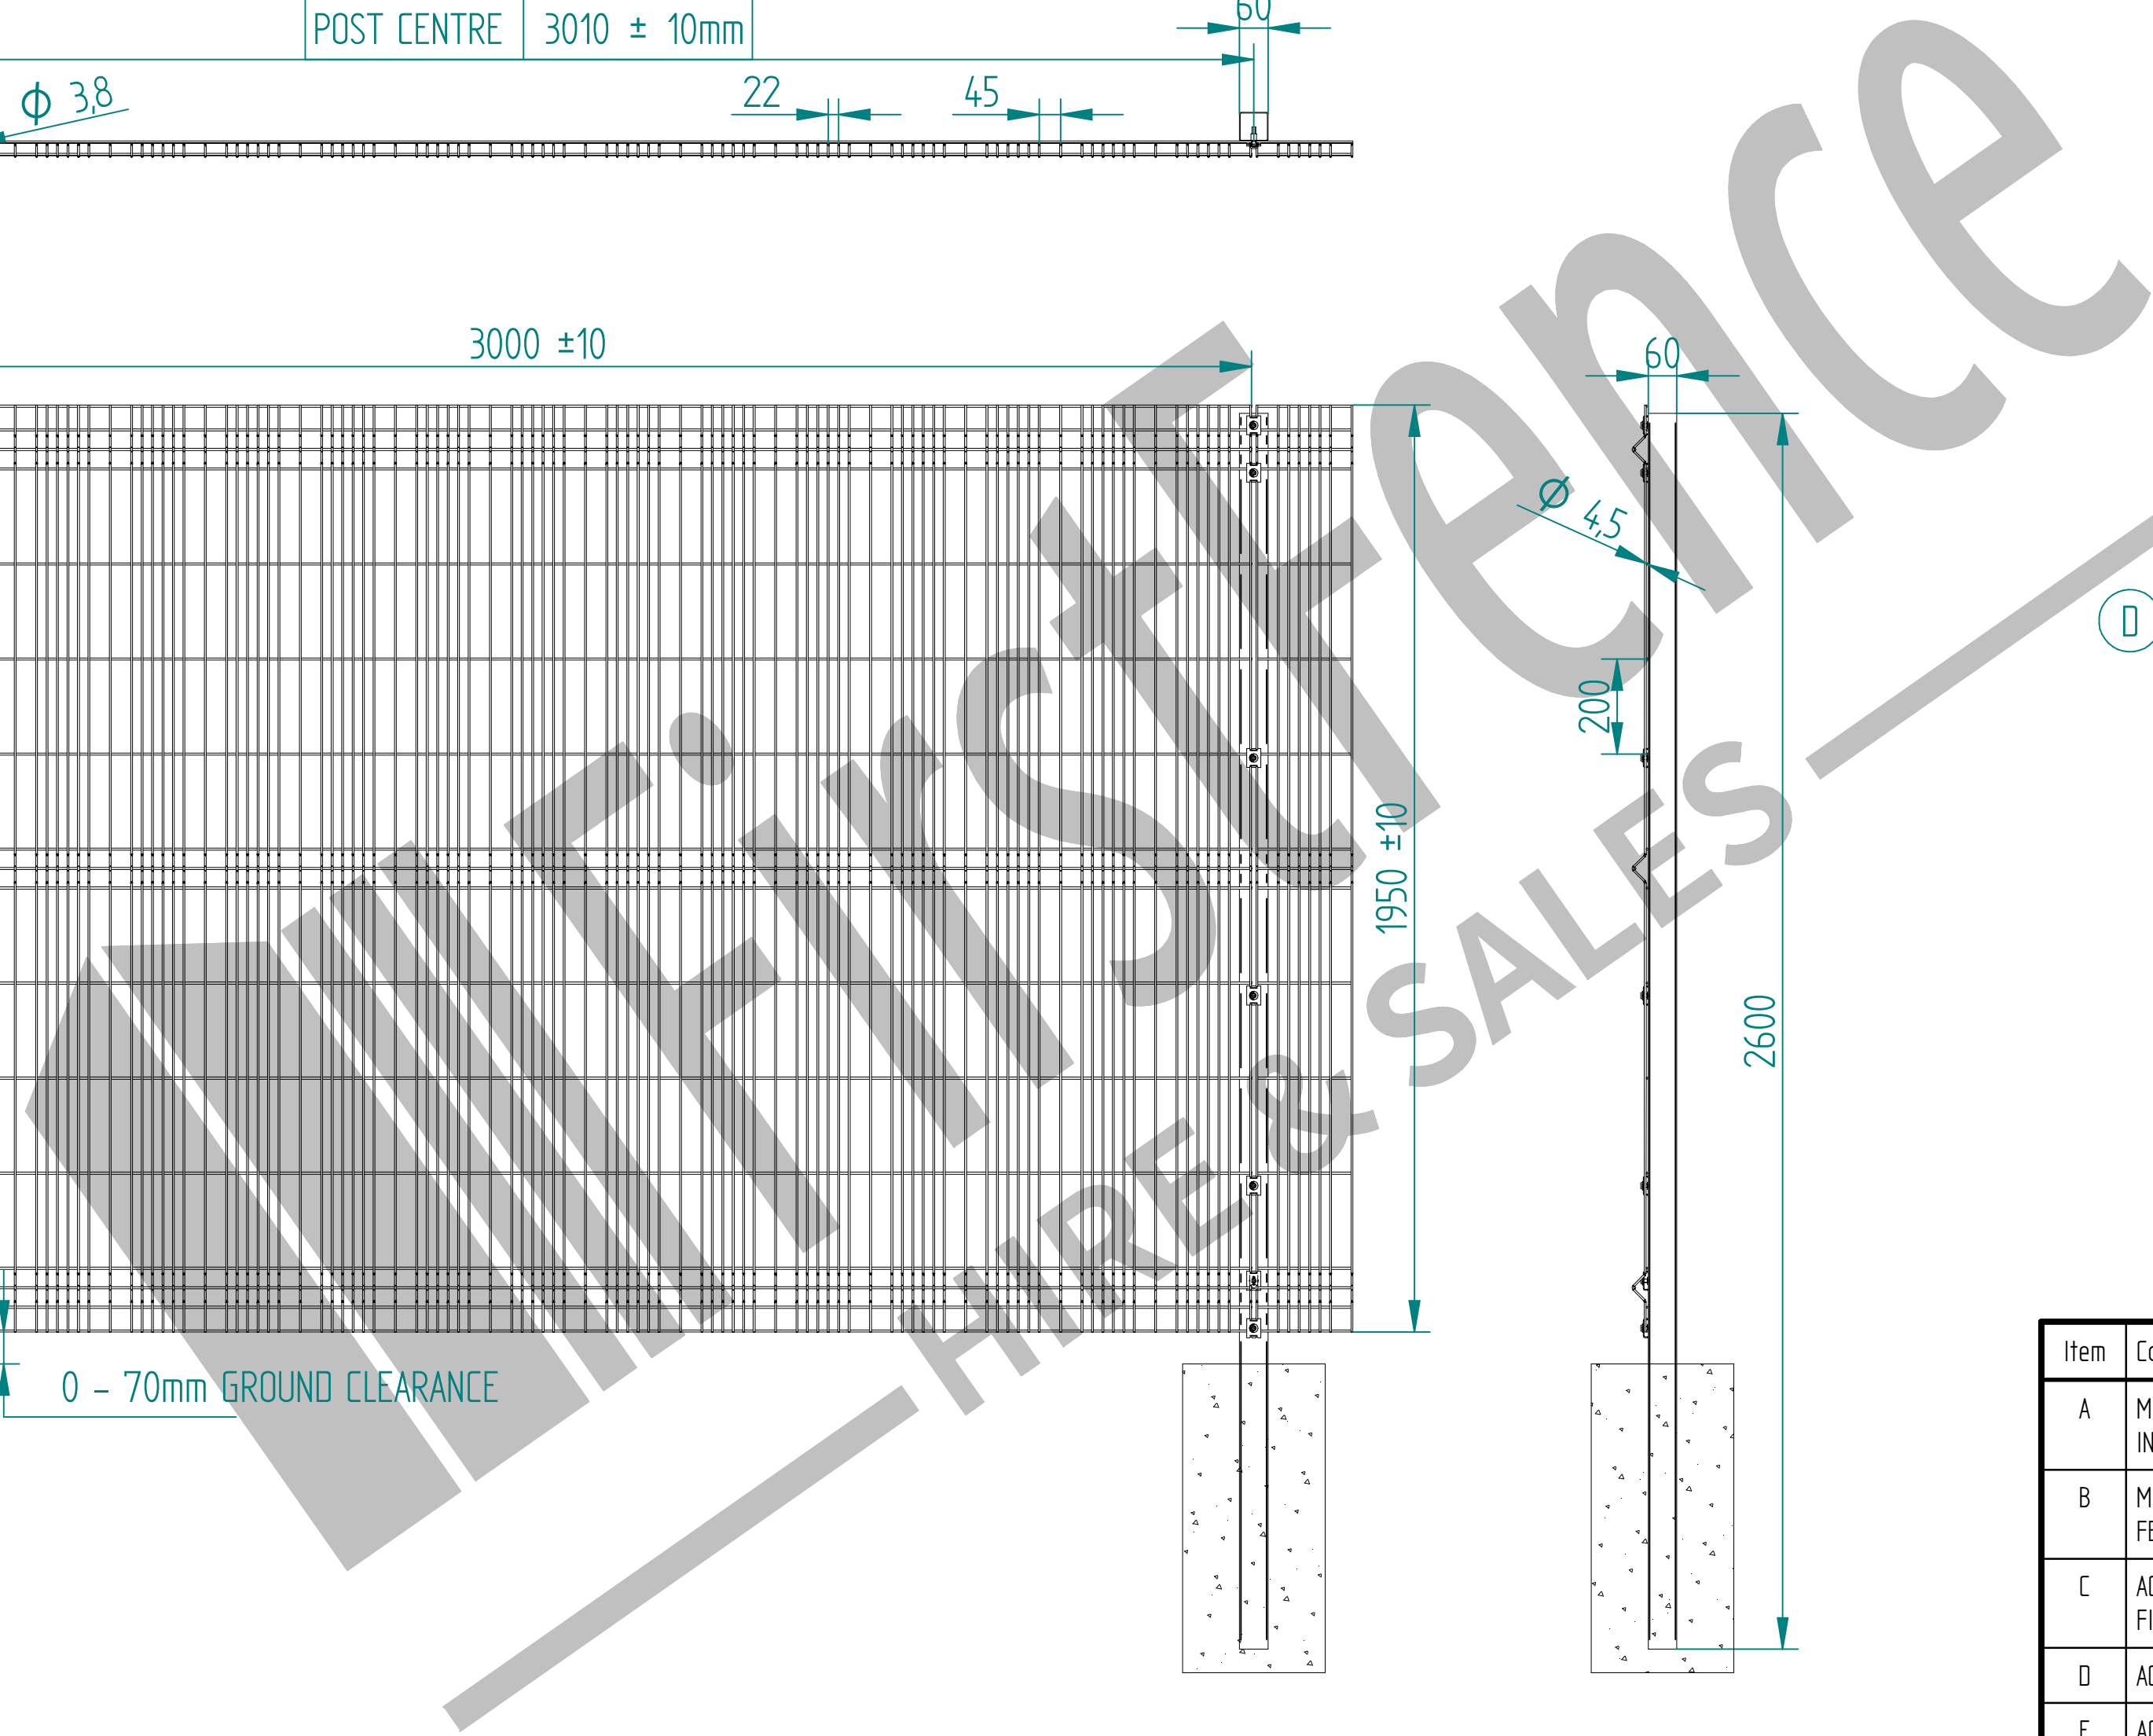 60
POST CENTRE 3010 ± 10mm
ϕ 3,8
22
45
3000 ±10
60
ϕ 4,5
D
200
1950 ±10
2600
FirstFence
HIRE & SALES
0 - 70mm GROUND CLEARANCE
Item
A
B
C
D